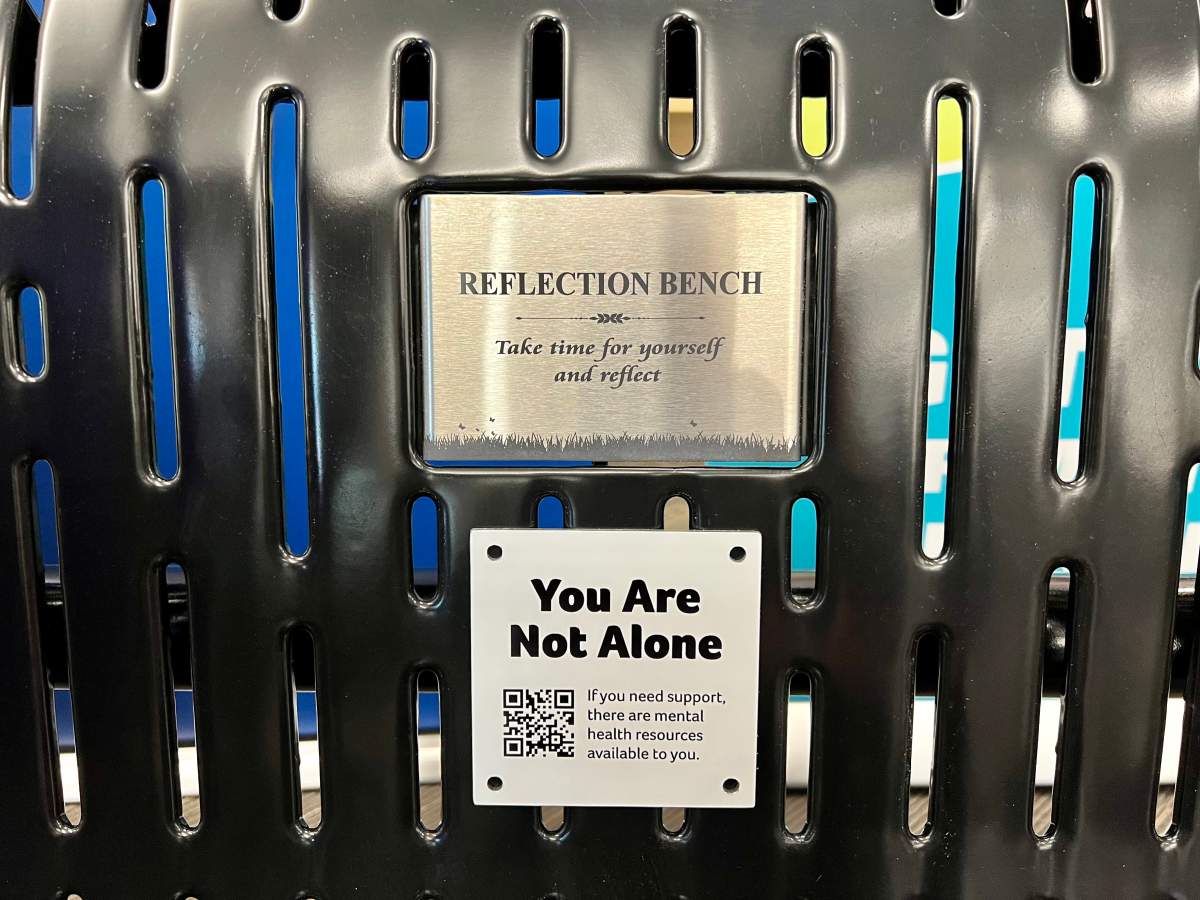 REFLECTION BENCH
Take time for yourself
and reflect
You Are
Not Alone
If you need support,
there are mental
health resources
available to you.